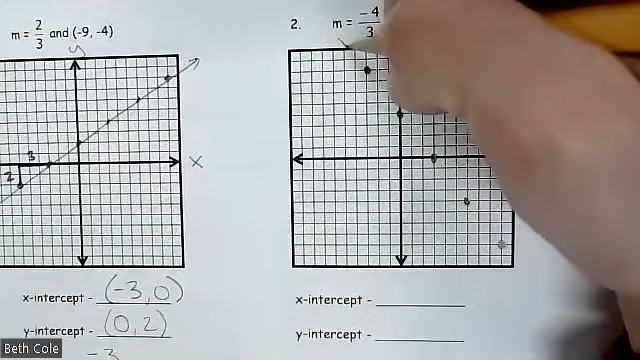 m = 2/3 and (-9, -4)
y
3
2
x
x-intercept - (-3, 0)
y-intercept - (0, 2)
-3
2. m = -4/3
x-intercept -
y-intercept -
Beth Cole